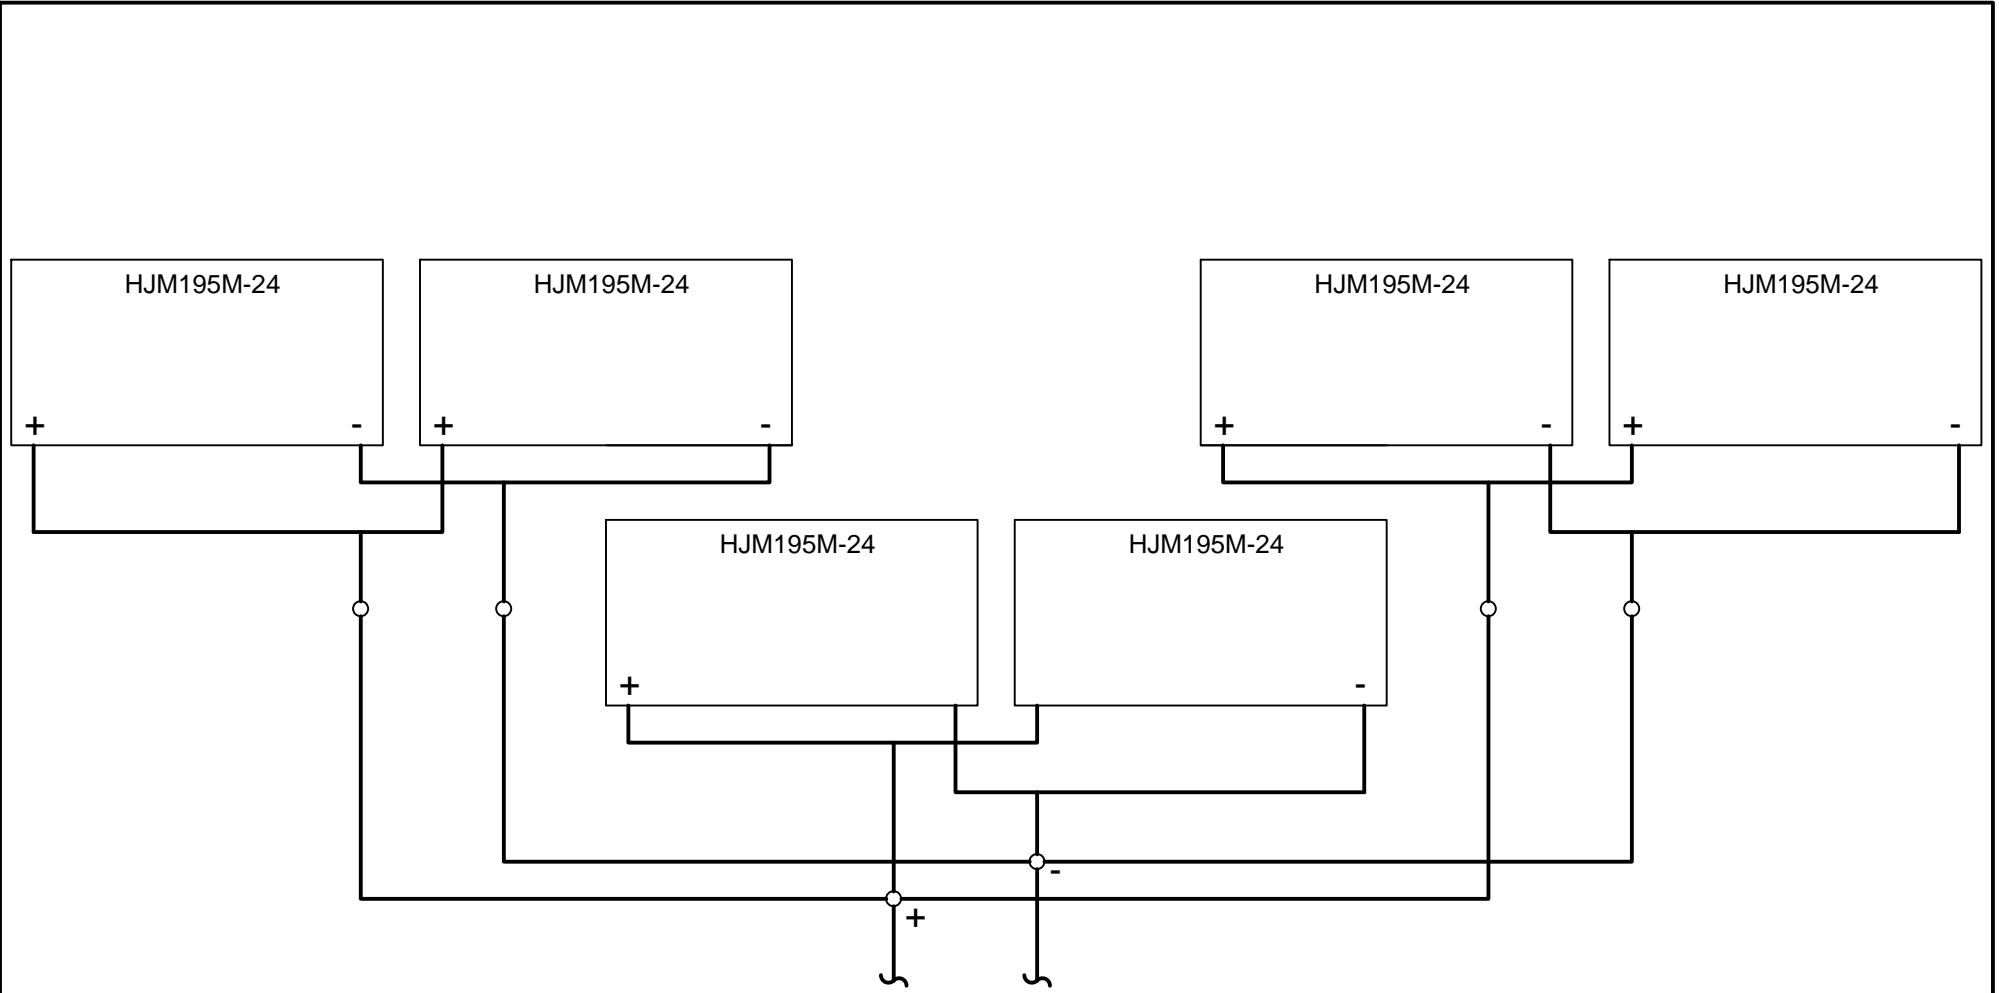 HJM195M-24 HJM195M-24 HJM195M-24 HJM195M-24
+ - + - + - + -
HJM195M-24 HJM195M-24
+ -
-
+